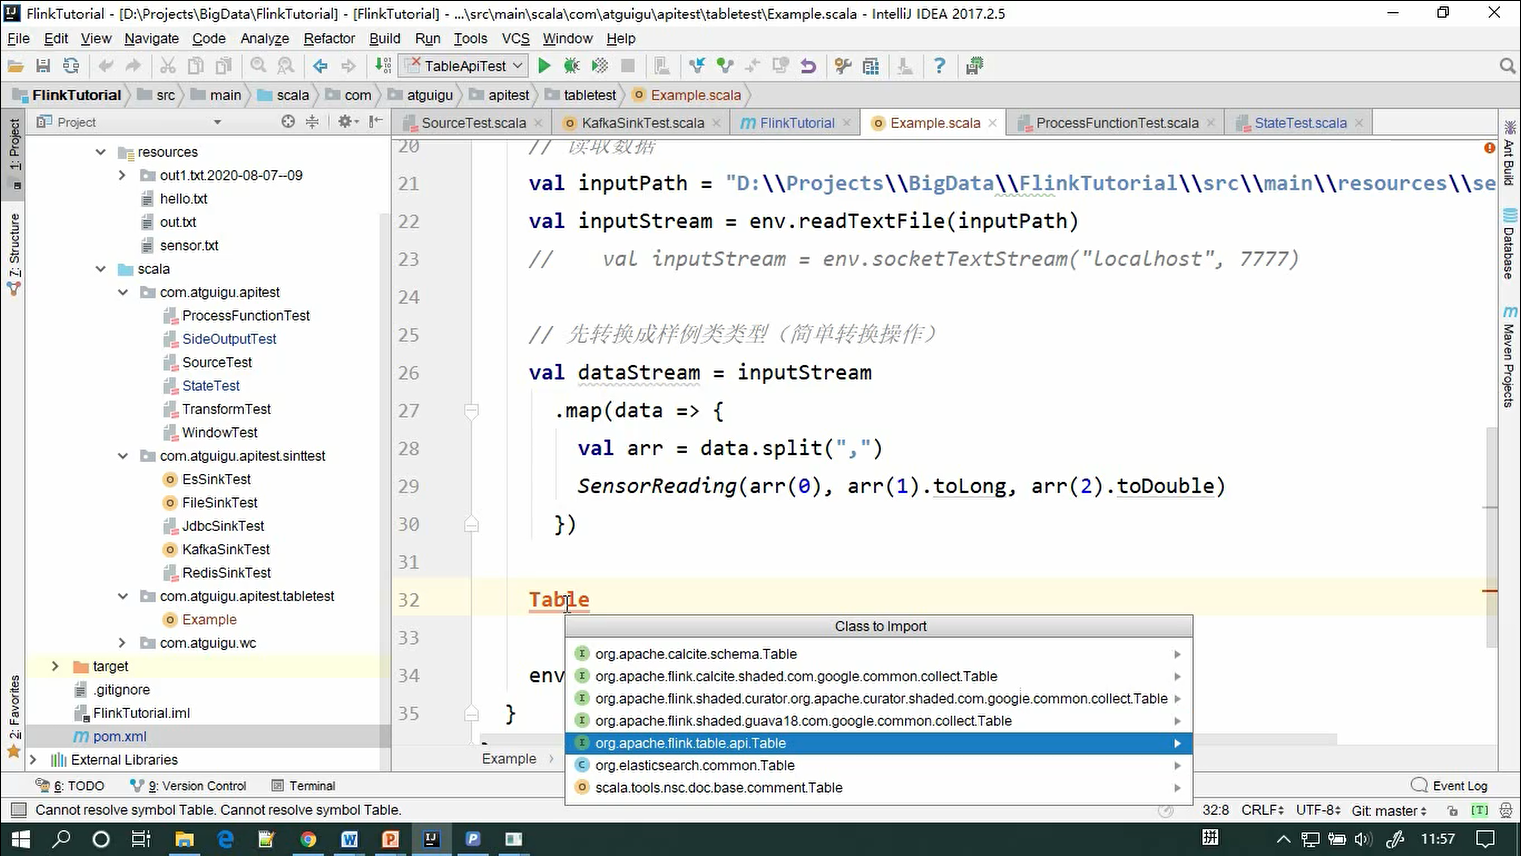 FlinkTutorial - [D:\Projects\BigData\FlinkTutorial] - [FlinkTutorial] - ...\src\main\scala\com\atguigu\apitest\tabletest\Example.scala - IntelliJ IDEA 2017.2.5
File Edit View Navigate Code Analyze Refactor Build Run Tools VCS Window Help
TableApiTest
FlinkTutorial src main scala com atguigu apitest tabletest Example.scala
Project
SourceTest.scala KafkaSinkTest.scala FlinkTutorial Example.scala ProcessFunctionTest.scala StateTest.scala
1: Project
7: Structure
2: Favorites
resources
out1.txt.2020-08-07--09
hello.txt
out.txt
sensor.txt
scala
com.atguigu.apitest
ProcessFunctionTest
SideOutputTest
SourceTest
StateTest
TransformTest
WindowTest
com.atguigu.apitest.sinttest
EsSinkTest
FileSinkTest
JdbcSinkTest
KafkaSinkTest
RedisSinkTest
com.atguigu.apitest.tabletest
Example
com.atguigu.wc
target
.gitignore
FlinkTutorial.iml
pom.xml
External Libraries
20 // 读取数据
21 val inputPath = "D:\\Projects\\BigData\\FlinkTutorial\\src\\main\\resources\\se
22 val inputStream = env.readTextFile(inputPath)
23 // val inputStream = env.socketTextStream("localhost", 7777)
24
25 // 先转换成样例类类型（简单转换操作）
26 val dataStream = inputStream
27 .map(data => {
28 val arr = data.split(",")
29 SensorReading(arr(0), arr(1).toLong, arr(2).toDouble)
30 })
31
32 Table
33
34 env
35 }
Class to Import
org.apache.calcite.schema.Table
org.apache.flink.calcite.shaded.com.google.common.collect.Table
org.apache.flink.shaded.curator.org.apache.curator.shaded.com.google.common.collect.Table
org.apache.flink.shaded.guava18.com.google.common.collect.Table
org.apache.flink.table.api.Table
org.elasticsearch.common.Table
scala.tools.nsc.doc.base.comment.Table
Example
Ant Build
Database
Maven Projects
6: TODO 9: Version Control Terminal Event Log
Cannot resolve symbol Table. Cannot resolve symbol Table. 32:8 CRLF UTF-8 Git: master [T]
拼 11:57